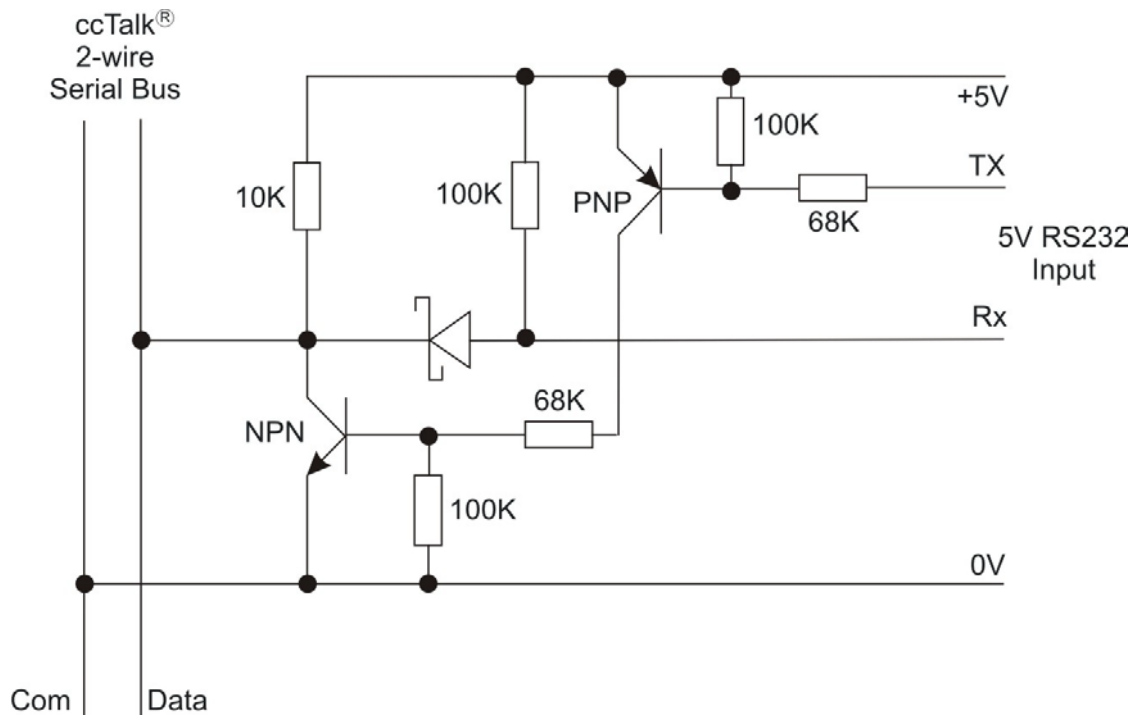 ccTalk®
2-wire
Serial Bus
+5V
100K
TX
10K
100K
PNP
68K
5V RS232
Input
Rx
68K
NPN
100K
0V
Com
Data